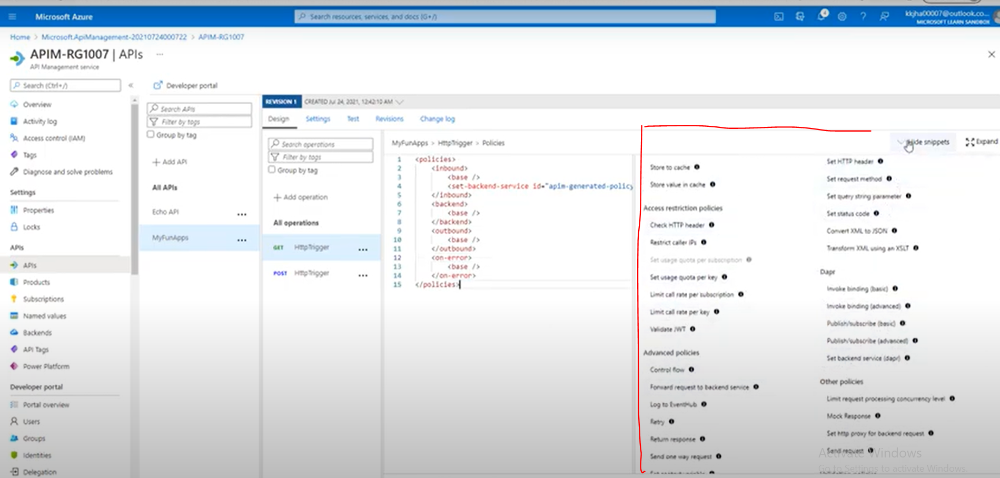 Microsoft Azure
Search resources, services, and docs (G+/)
4
kkjha00007@outlook.co...
MICROSOFT LEARN SANDBOX
Home > Microsoft.ApiManagement-20210724000722 > APIM-RG1007
APIM-RG1007 | APIs ...
API Management service
Search (Ctrl+/)
Overview
Activity log
Access control (IAM)
Tags
Diagnose and solve problems
Settings
Properties
Locks
APIs
APIs
Products
Subscriptions
Named values
Backends
API Tags
Power Platform
Developer portal
Portal overview
Users
Groups
Identities
Delegation
Developer portal
Search APIs
Filter by tags
Group by tag
+ Add API
All APIs
Echo API ...
MyFunApps ...
REVISION 1 CREATED Jul 24, 2021, 12:42:10 AM
Design Settings Test Revisions Change log
Search operations
Filter by tags
Group by tag
+ Add operation
All operations
GET HttpTrigger ...
POST HttpTrigger ...
MyFunApps > HttpTrigger > Policies
Hide snippets Expand
1 <policies>
2 <inbound>
3 <base />
4 <set-backend-service id="apim-generated-policy
5 </inbound>
6 <backend>
7 <base />
8 </backend>
9 <outbound>
10 <base />
11 </outbound>
12 <on-error>
13 <base />
14 </on-error>
15 </policies>
Store to cache
Store value in cache
Access restriction policies
Check HTTP header
Restrict caller IPs
Set usage quota per subscription
Set usage quota per key
Limit call rate per subscription
Limit call rate per key
Validate JWT
Advanced policies
Control flow
Forward request to backend service
Log to EventHub
Retry
Return response
Send one way request
Set HTTP header
Set request method
Set query string parameter
Set status code
Convert XML to JSON
Transform XML using an XSLT
Dapr
Invoke binding (basic)
Invoke binding (advanced)
Publish/subscribe (basic)
Publish/subscribe (advanced)
Set backend service (dapr)
Other policies
Limit request processing concurrency level
Mock Response
Set http proxy for backend request
Send request
Activate Windows
Go to Settings to activate Windows.